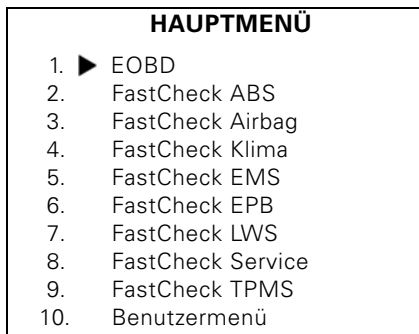 HAUPTMENÜ
1. ▶ EOBD
2. FastCheck ABS
3. FastCheck Airbag
4. FastCheck Klima
5. FastCheck EMS
6. FastCheck EPB
7. FastCheck LWS
8. FastCheck Service
9. FastCheck TPMS
10. Benutzermenü